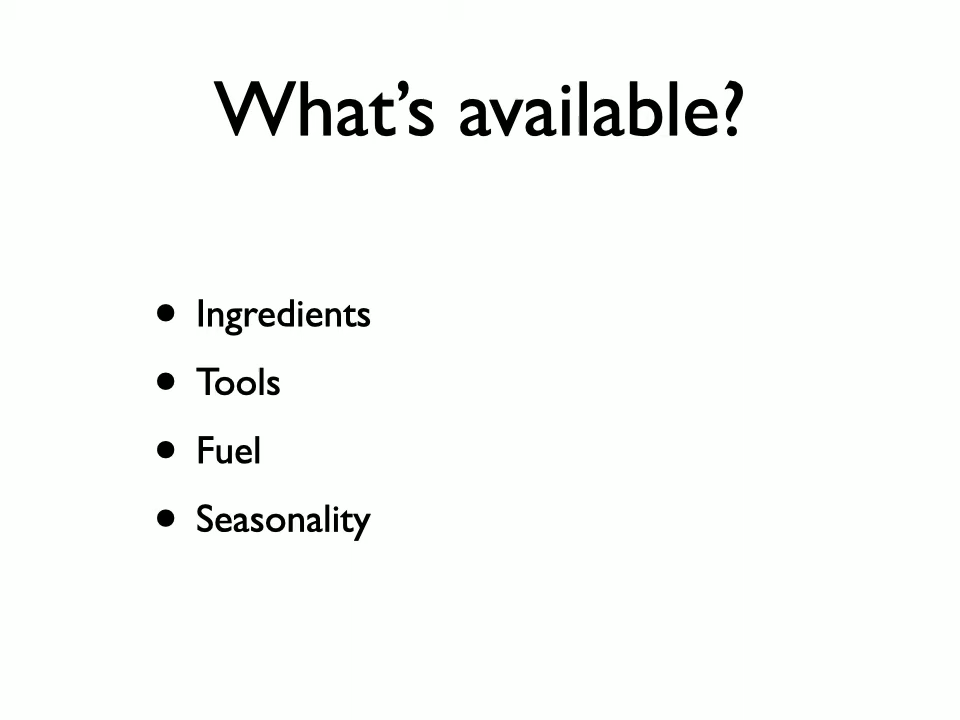 What’s available?
• Ingredients
• Tools
• Fuel
• Seasonality